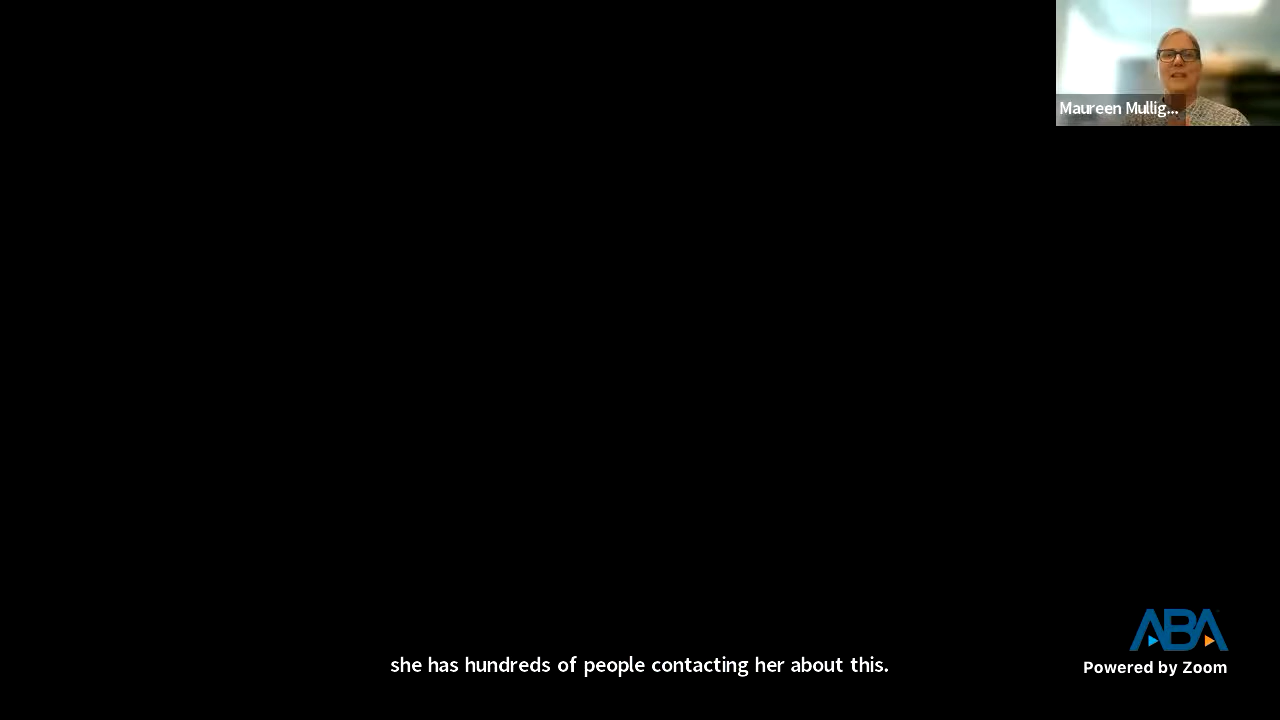 Maureen Mullig...
she has hundreds of people contacting her about this.
ABA
Powered by Zoom